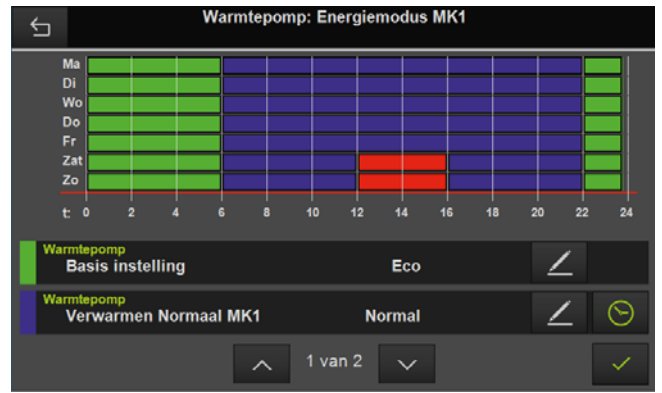 Warmtepomp: Energiemodus MK1
Ma
Di
Wo
Do
Fr
Zat
Zo
t: 0 2 4 6 8 10 12 14 16 18 20 22 24
Warmtepomp
Basis instelling Eco
Warmtepomp
Verwarmen Normaal MK1 Normal
1 van 2